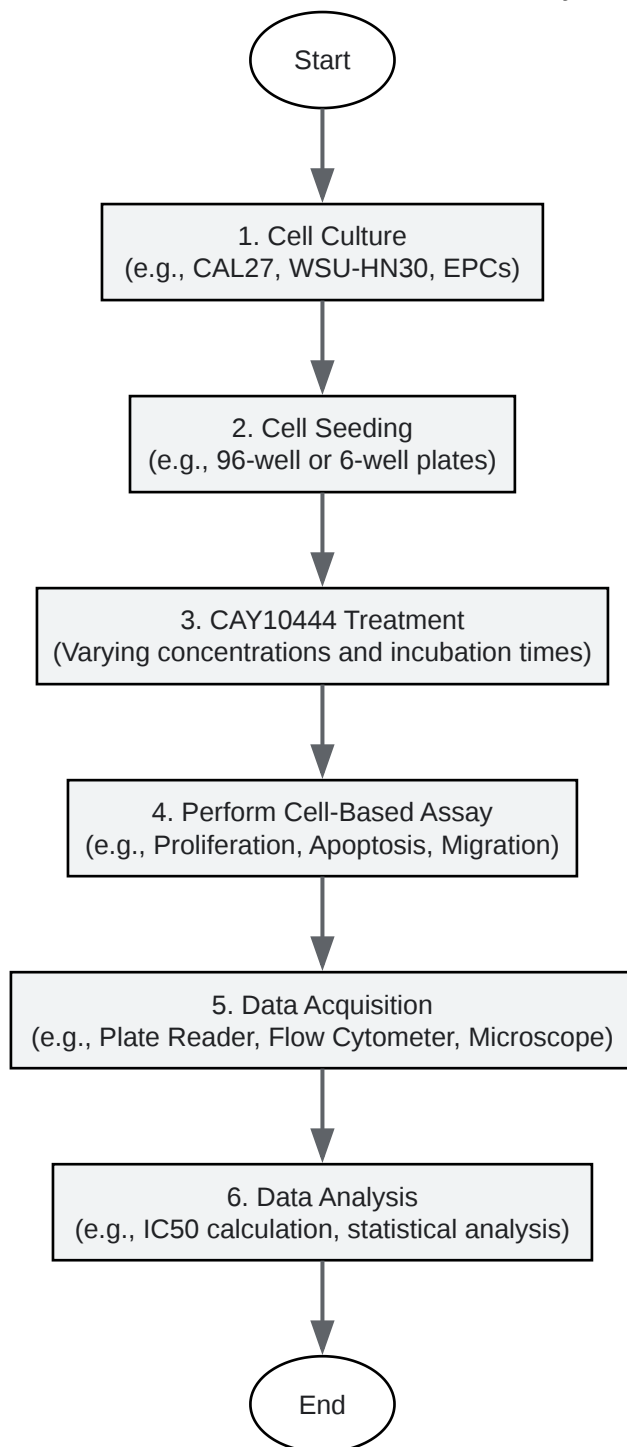 Start
1. Cell Culture
(e.g., CAL27, WSU-HN30, EPCs)
2. Cell Seeding
(e.g., 96-well or 6-well plates)
3. CAY10444 Treatment
(Varying concentrations and incubation times)
4. Perform Cell-Based Assay
(e.g., Proliferation, Apoptosis, Migration)
5. Data Acquisition
(e.g., Plate Reader, Flow Cytometer, Microscope)
6. Data Analysis
(e.g., IC50 calculation, statistical analysis)
End